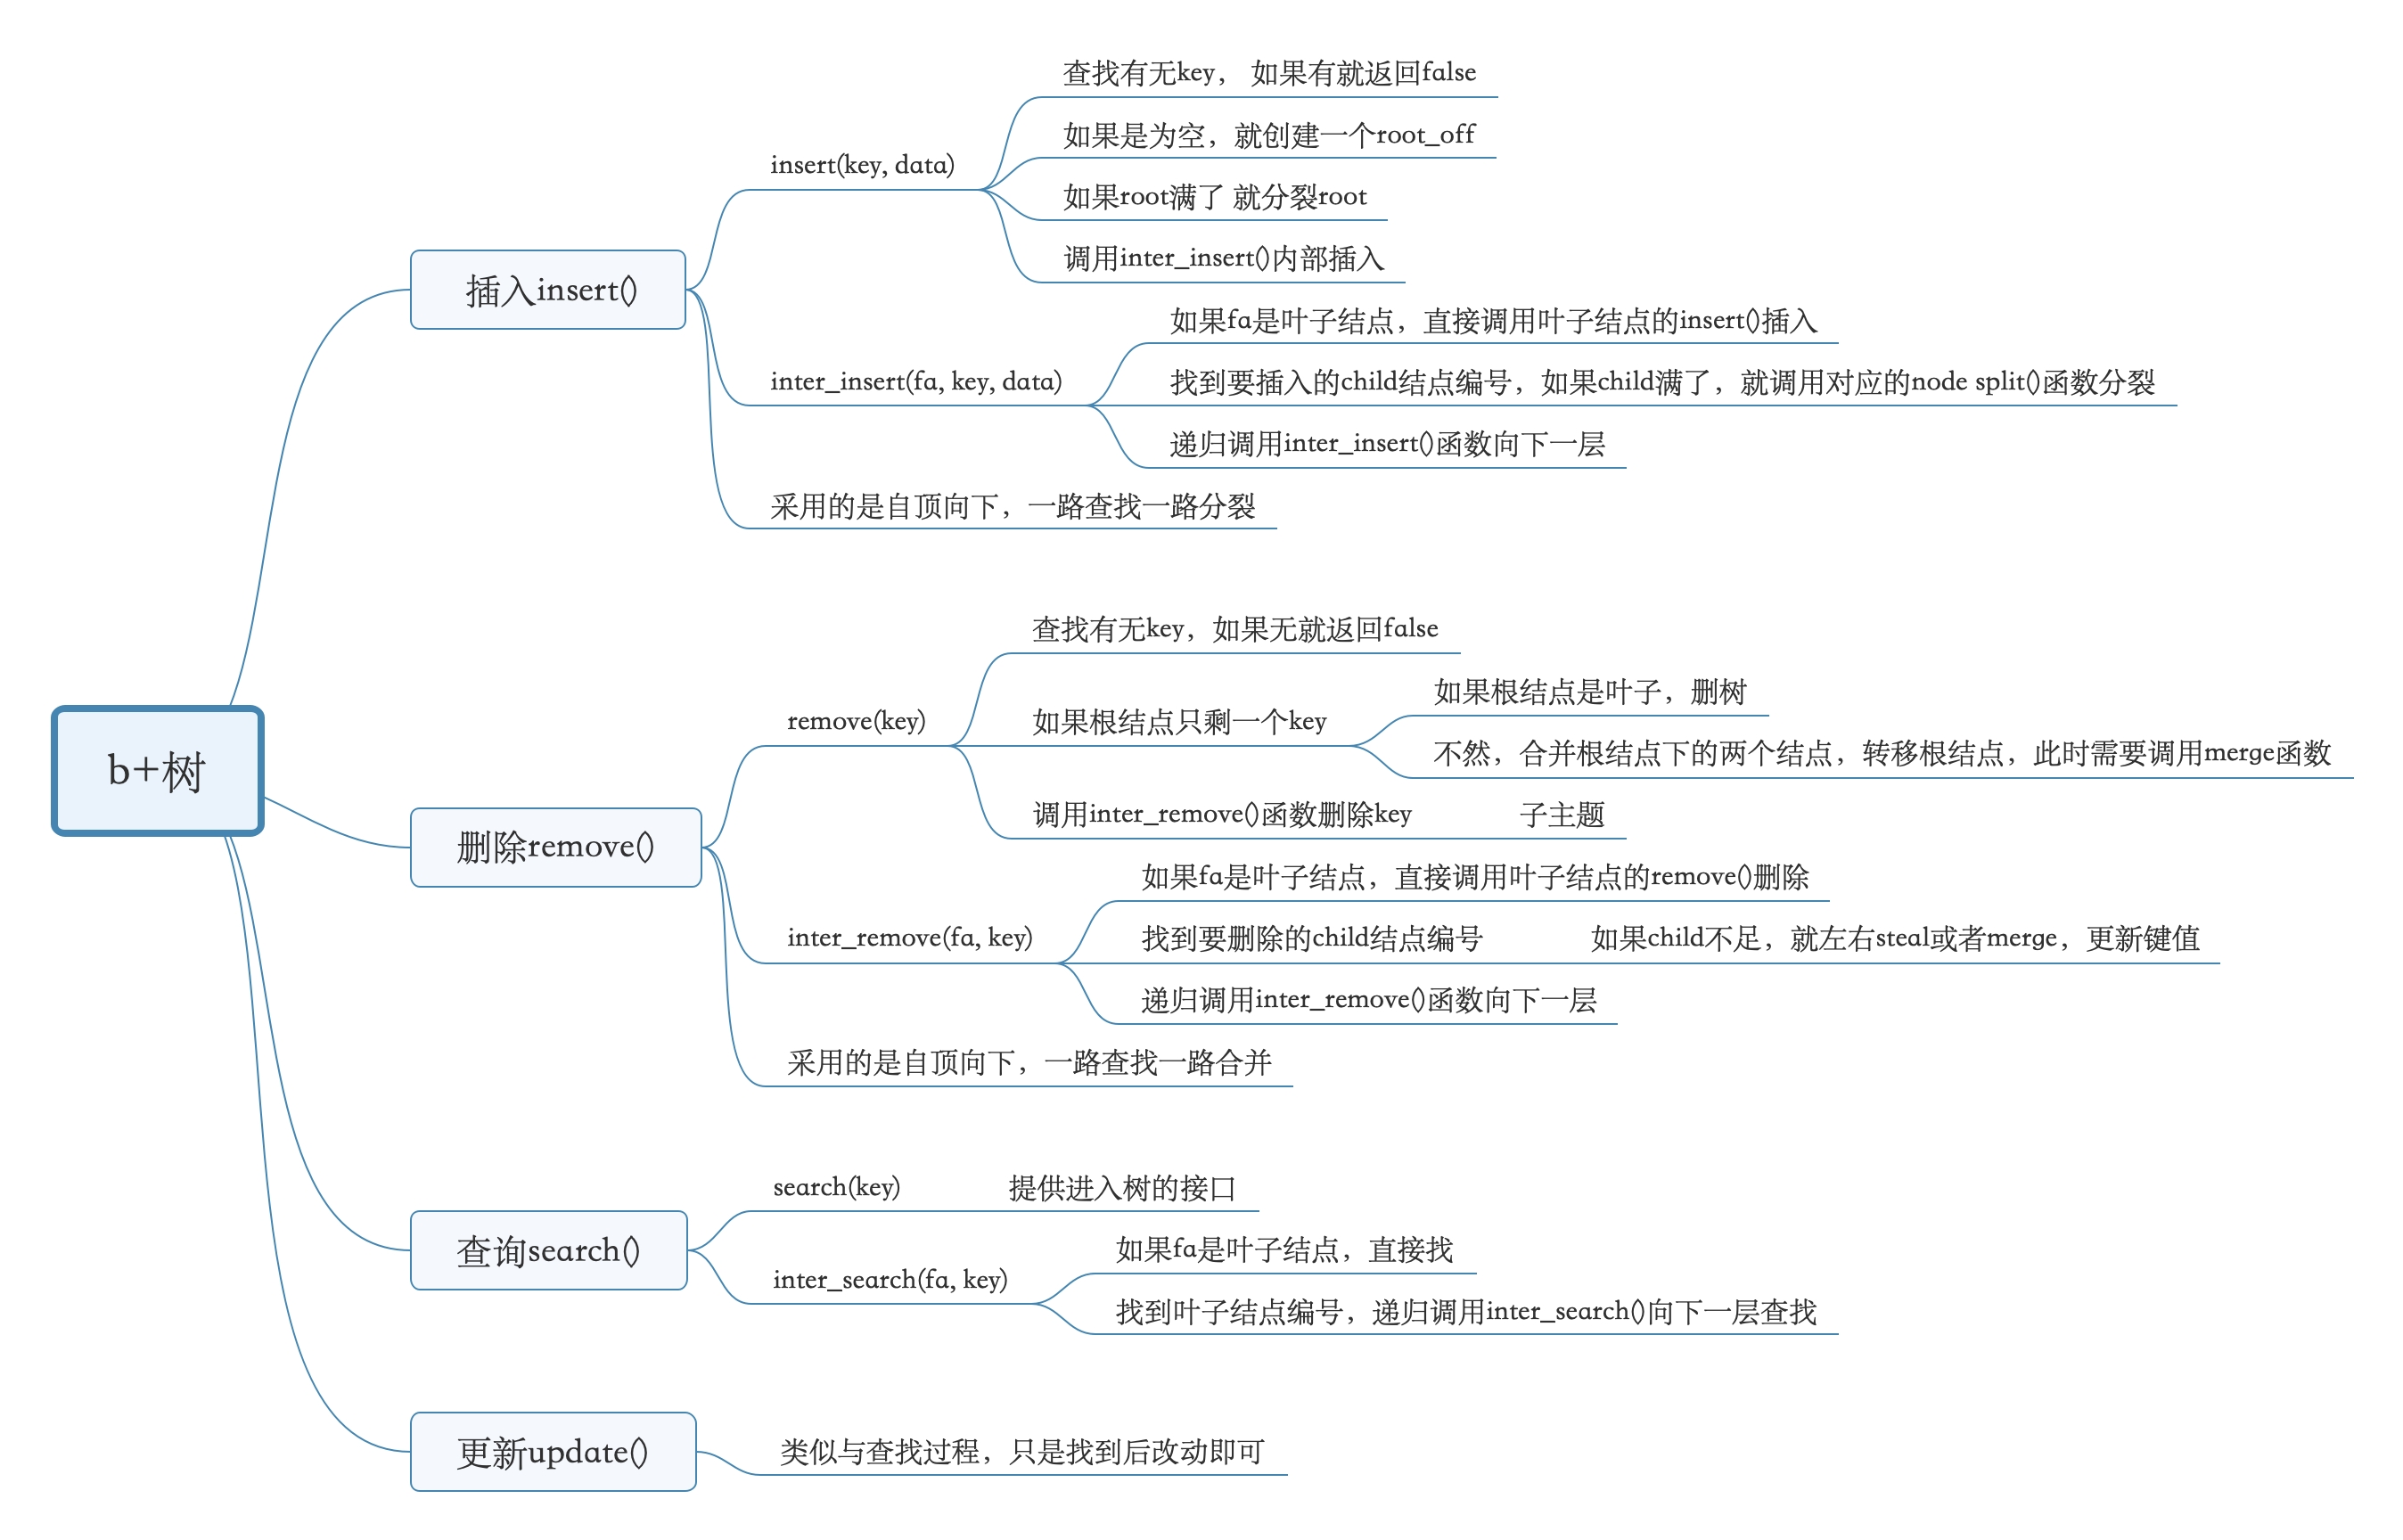 b+树
插入insert()
insert(key, data)
查找有无key， 如果有就返回false
如果是为空，就创建一个root_off
如果root满了 就分裂root
调用inter_insert()内部插入
inter_insert(fa, key, data)
如果fa是叶子结点，直接调用叶子结点的insert()插入
找到要插入的child结点编号，如果child满了，就调用对应的node split()函数分裂
递归调用inter_insert()函数向下一层
采用的是自顶向下，一路查找一路分裂
删除remove()
remove(key)
查找有无key，如果无就返回false
如果根结点只剩一个key
如果根结点是叶子，删树
不然，合并根结点下的两个结点，转移根结点，此时需要调用merge函数
调用inter_remove()函数删除key
子主题
inter_remove(fa, key)
如果fa是叶子结点，直接调用叶子结点的remove()删除
找到要删除的child结点编号
如果child不足，就左右steal或者merge，更新键值
递归调用inter_remove()函数向下一层
采用的是自顶向下，一路查找一路合并
查询search()
search(key)
提供进入树的接口
inter_search(fa, key)
如果fa是叶子结点，直接找
找到叶子结点编号，递归调用inter_search()向下一层查找
更新update()
类似与查找过程，只是找到后改动即可